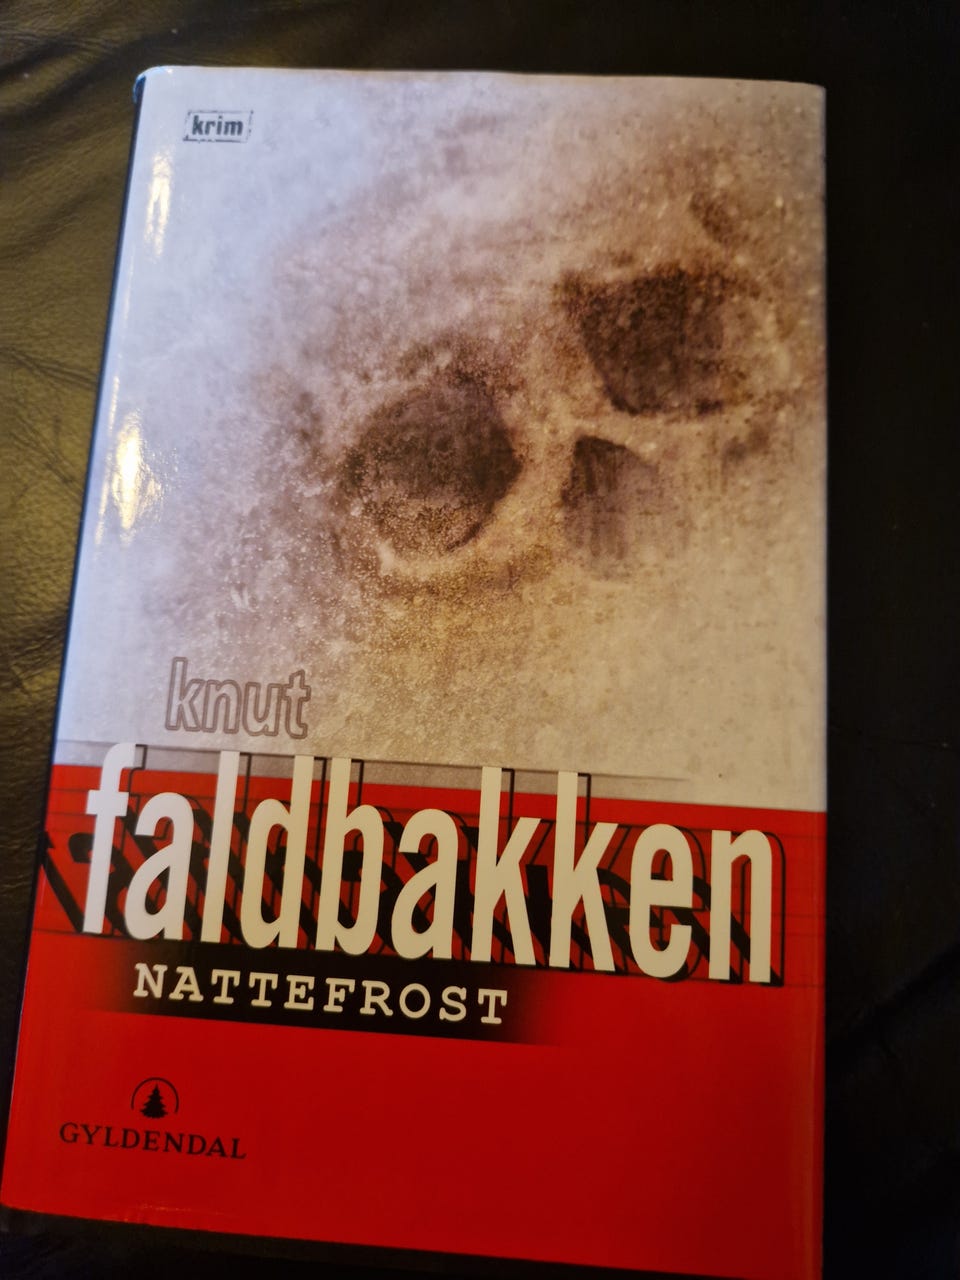 krim
knut
faldbakken
NATTEFROST
GYLDENDAL